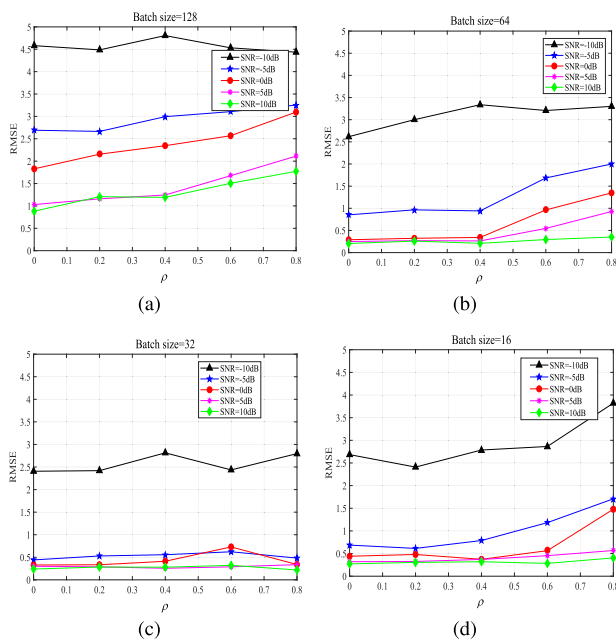 Batch size=128
5
4.5
4
3.5
3
2.5
2
1.5
1
0.5
0
RMSE
SNR=-10dB
SNR=-5dB
SNR=0dB
SNR=5dB
SNR=10dB
0 0.1 0.2 0.3 0.4 0.5 0.6 0.7 0.8
ρ
(a)
Batch size=64
5
4.5
4
3.5
3
2.5
2
1.5
1
0.5
0
RMSE
SNR=-10dB
SNR=-5dB
SNR=0dB
SNR=5dB
SNR=10dB
0 0.1 0.2 0.3 0.4 0.5 0.6 0.7 0.8
ρ
(b)
Batch size=32
5
4.5
4
3.5
3
2.5
2
1.5
1
0.5
0
RMSE
SNR=-10dB
SNR=-5dB
SNR=0dB
SNR=5dB
SNR=10dB
0 0.1 0.2 0.3 0.4 0.5 0.6 0.7 0.8
ρ
(c)
Batch size=16
5
4.5
4
3.5
3
2.5
2
1.5
1
0.5
0
RMSE
SNR=-10dB
SNR=-5dB
SNR=0dB
SNR=5dB
SNR=10dB
0 0.1 0.2 0.3 0.4 0.5 0.6 0.7 0.8
ρ
(d)